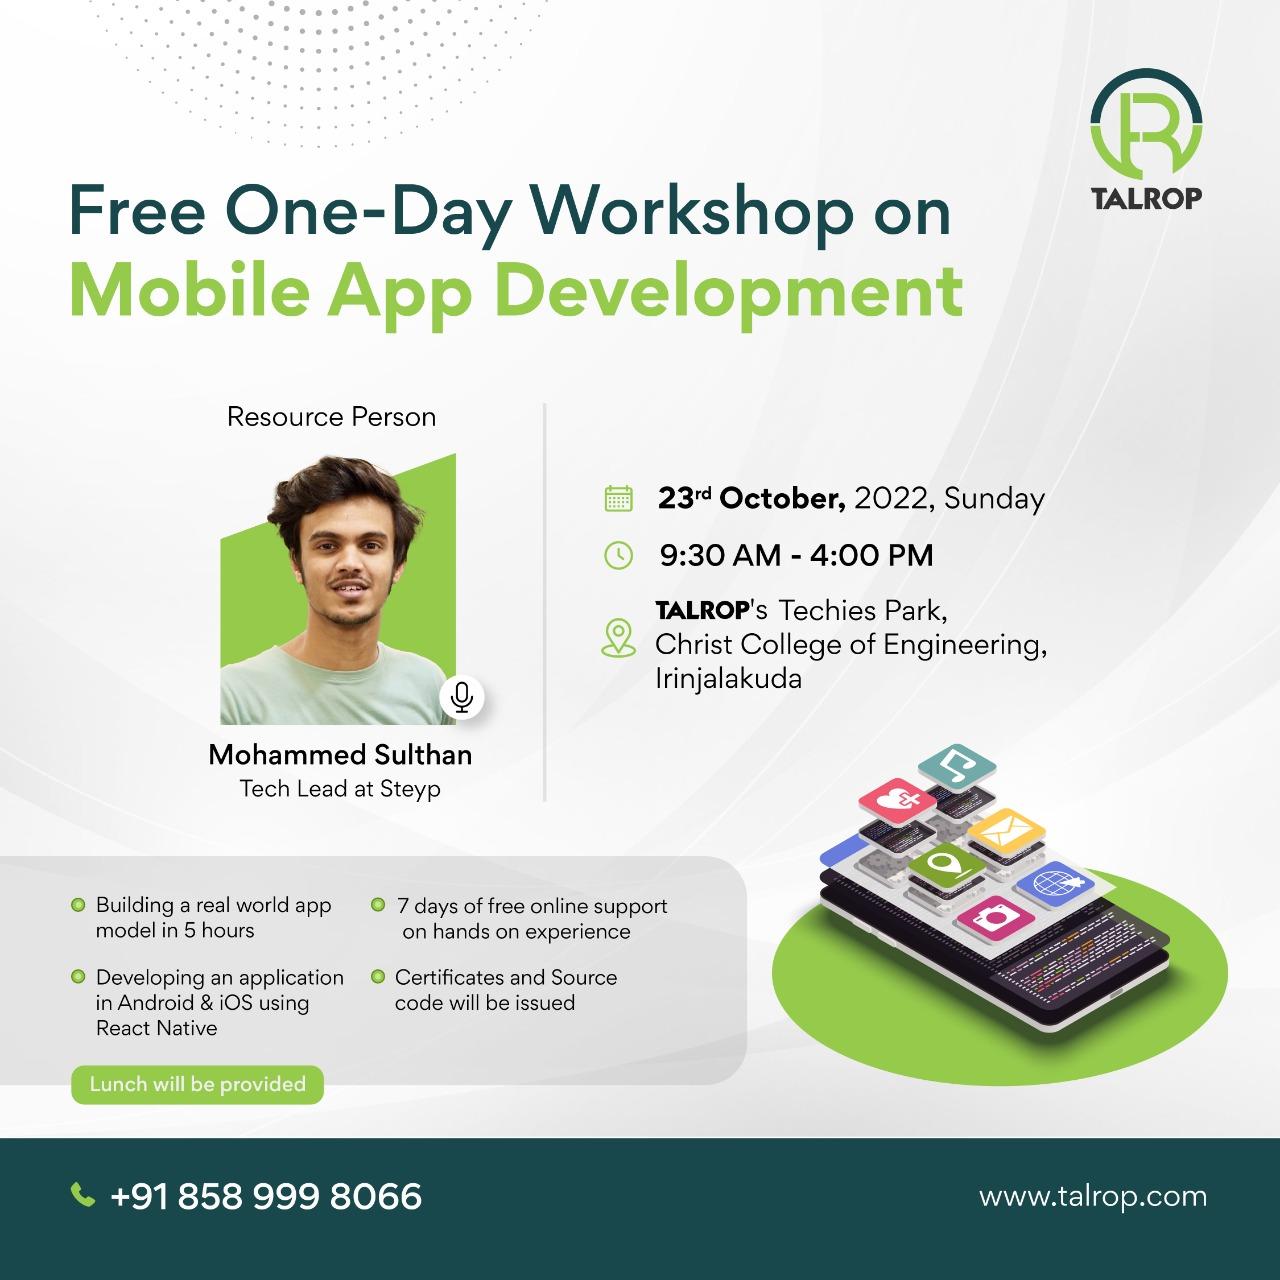 TALROP
Free One-Day Workshop on
Mobile App Development
Resource Person
Mohammed Sulthan
Tech Lead at Steyp
23rd October, 2022, Sunday
9:30 AM - 4:00 PM
TALROP's Techies Park,
Christ College of Engineering,
Irinjalakuda
Building a real world app
model in 5 hours
Developing an application
in Android & iOS using
React Native
7 days of free online support
on hands on experience
Certificates and Source
code will be issued
Lunch will be provided
+91 858 999 8066
www.talrop.com